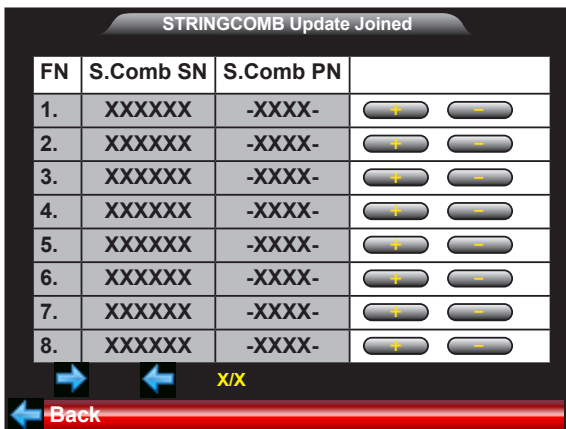 STRINGCOMB Update Joined
FN S.Comb SN S.Comb PN
1. XXXXXX -XXXX- + -
2. XXXXXX -XXXX- + -
3. XXXXXX -XXXX- + -
4. XXXXXX -XXXX- + -
5. XXXXXX -XXXX- + -
6. XXXXXX -XXXX- + -
7. XXXXXX -XXXX- + -
8. XXXXXX -XXXX- + -
X/X
Back